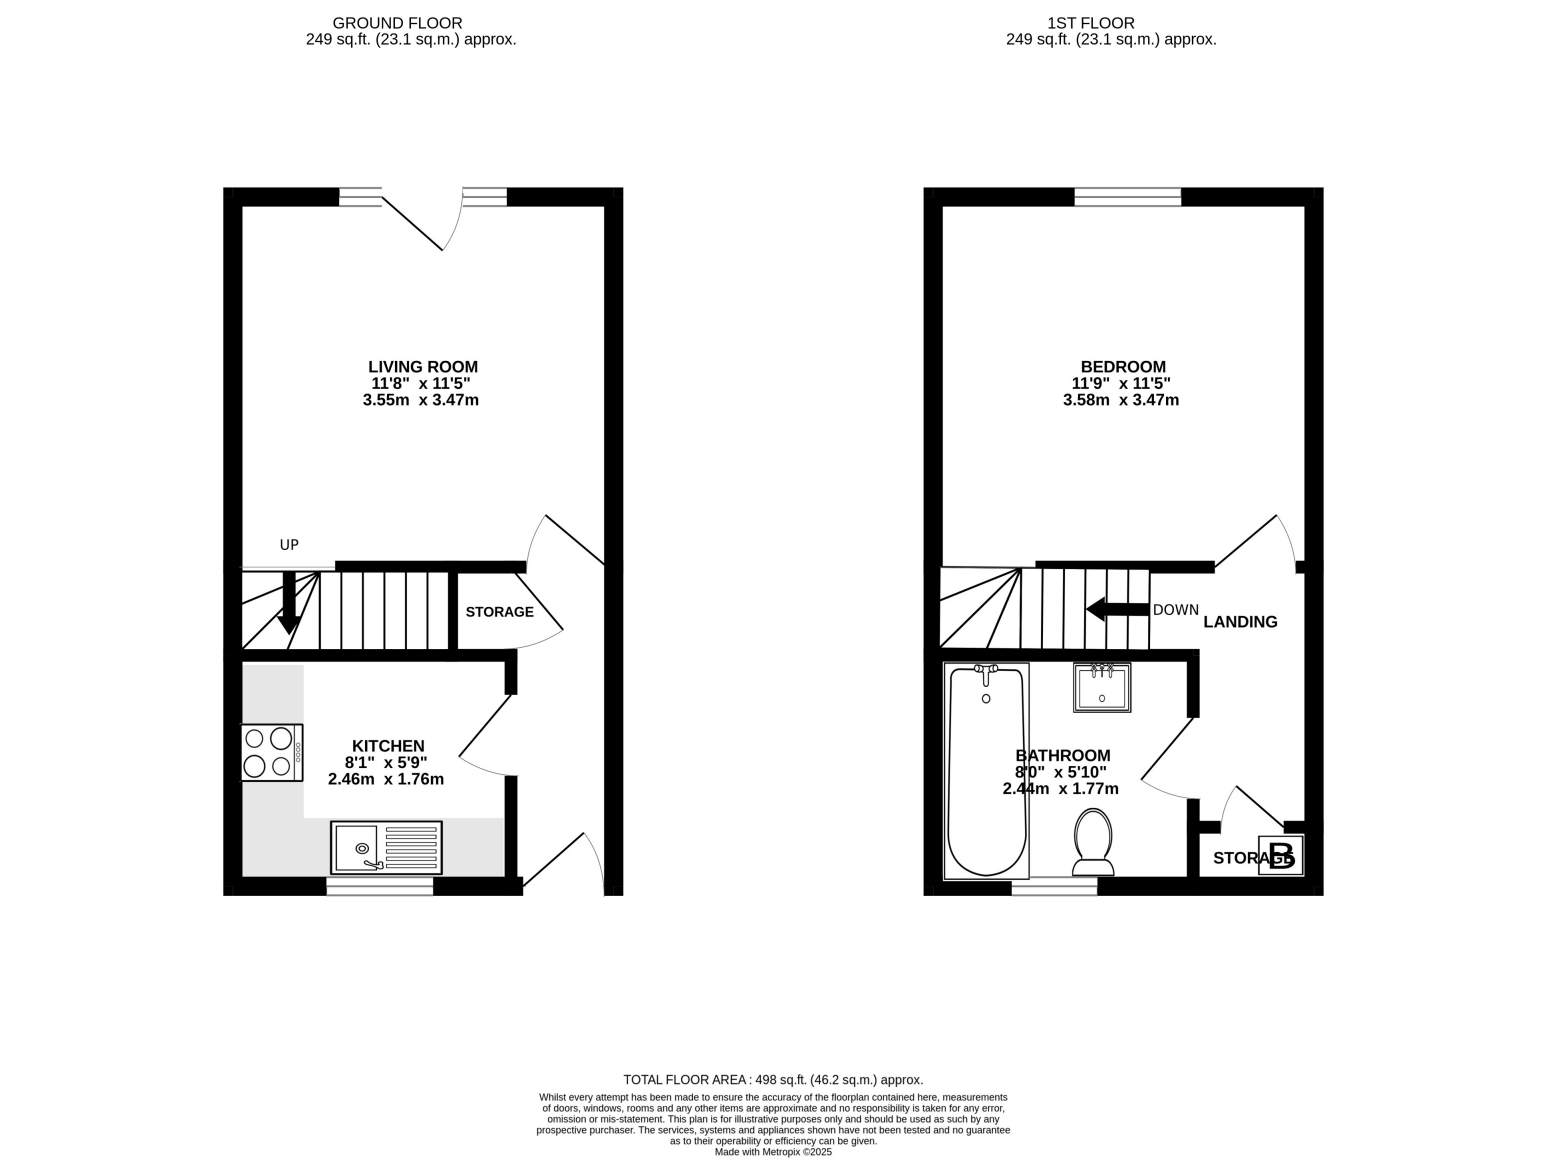 GROUND FLOOR
249 sq.ft. (23.1 sq.m.) approx.
1ST FLOOR
249 sq.ft. (23.1 sq.m.) approx.
LIVING ROOM
11'8" x 11'5"
3.55m x 3.47m
UP
STORAGE
KITCHEN
8'1" x 5'9"
2.46m x 1.76m
BEDROOM
11'9" x 11'5"
3.58m x 3.47m
DOWN
LANDING
BATHROOM
8'0" x 5'10"
2.44m x 1.77m
STORAGE
B
TOTAL FLOOR AREA : 498 sq.ft. (46.2 sq.m.) approx.
Whilst every attempt has been made to ensure the accuracy of the floorplan contained here, measurements
of doors, windows, rooms and any other items are approximate and no responsibility is taken for any error,
omission or mis-statement. This plan is for illustrative purposes only and should be used as such by any
prospective purchaser. The services, systems and appliances shown have not been tested and no guarantee
as to their operability or efficiency can be given.
Made with Metropix ©2025